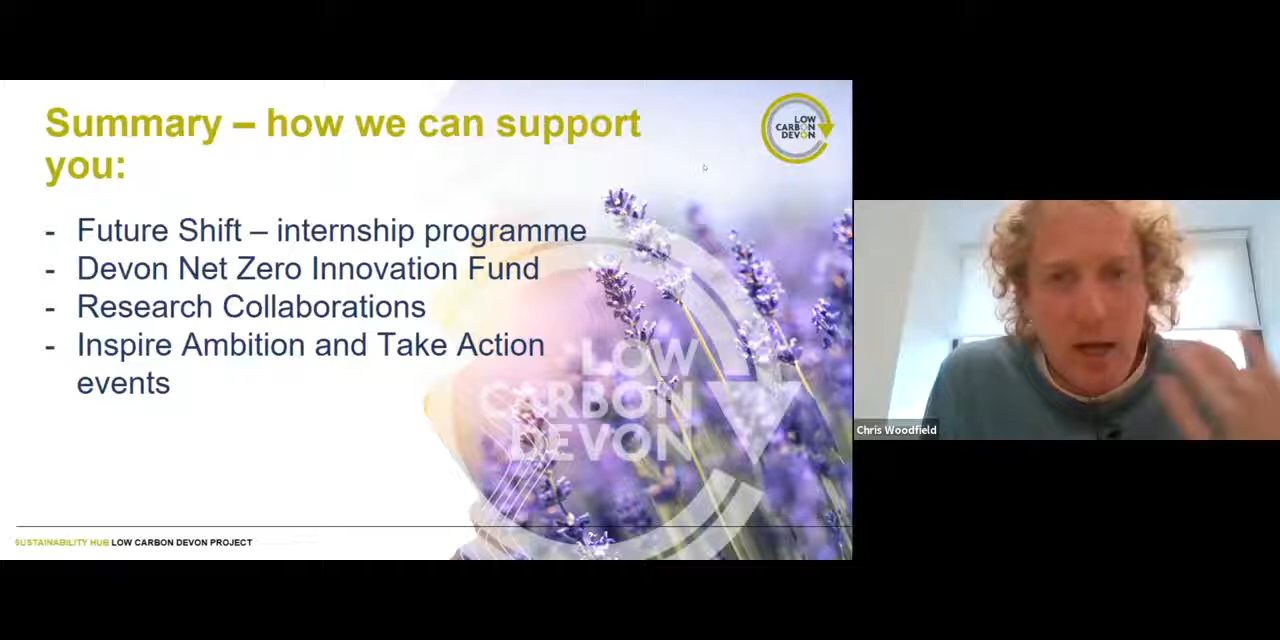 Summary – how we can support
you:
LOW
CARBON
DEVON
- Future Shift – internship programme
- Devon Net Zero Innovation Fund
- Research Collaborations
- Inspire Ambition and Take Action
events
LOW
CARBON
DEVON
Chris Woodfield
SUSTAINABILITY HUB LOW CARBON DEVON PROJECT